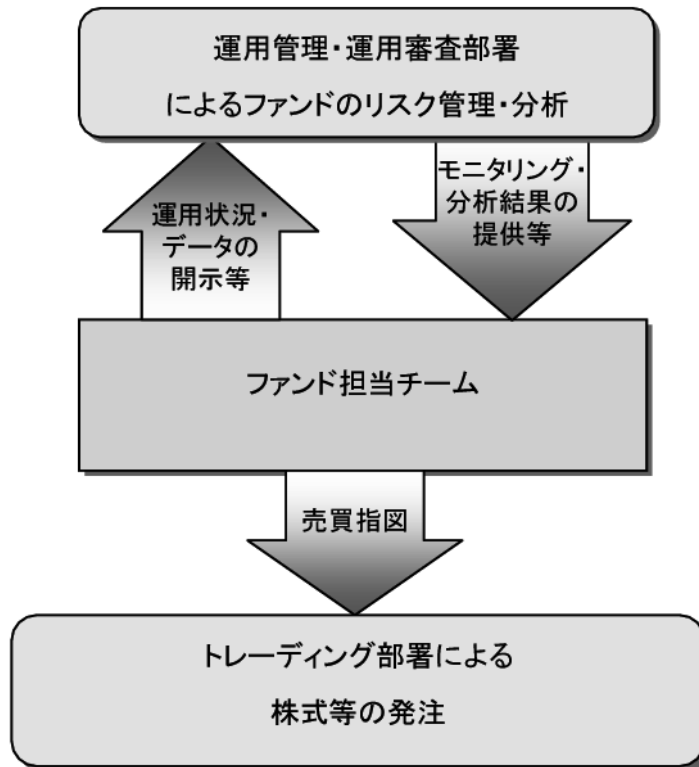 運用管理・運用審査部署
によるファンドのリスク管理・分析
運用状況・
データの
開示等
モニタリング・
分析結果の
提供等
ファンド担当チーム
売買指図
トレーディング部署による
株式等の発注